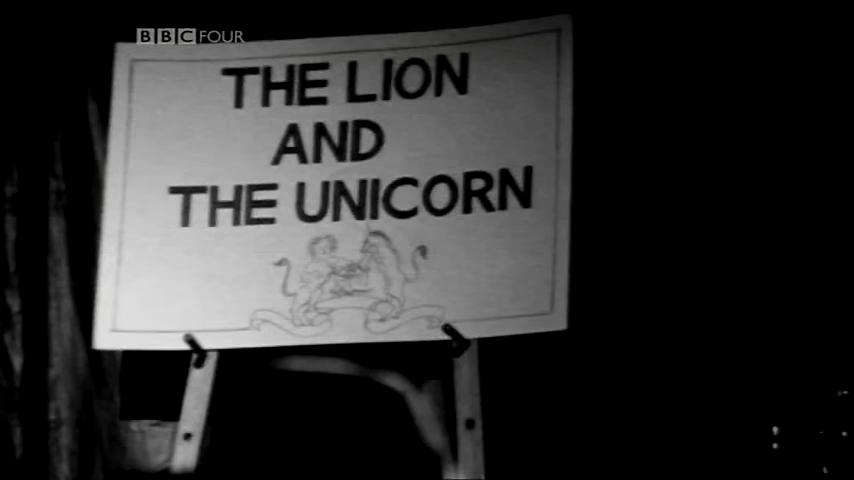 BBC FOUR
THE LION
AND
THE UNICORN